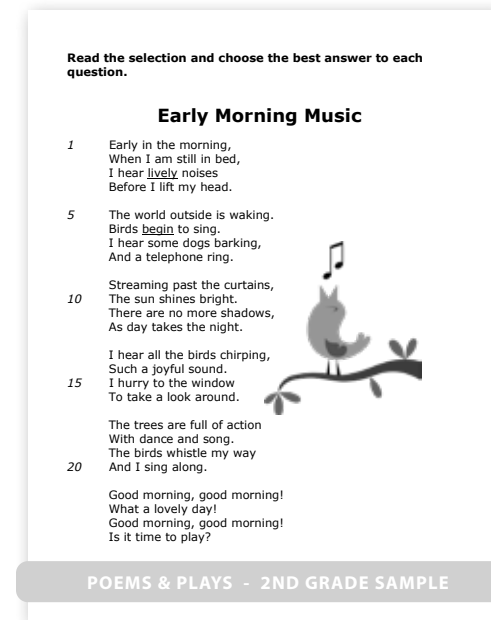 Read the selection and choose the best answer to each
question.
Early Morning Music
1 Early in the morning,
When I am still in bed,
I hear lively noises
Before I lift my head.
5 The world outside is waking.
Birds begin to sing.
I hear some dogs barking,
And a telephone ring.
Streaming past the curtains,
10 The sun shines bright.
There are no more shadows,
As day takes the night.
I hear all the birds chirping,
Such a joyful sound.
15 I hurry to the window
To take a look around.
The trees are full of action
With dance and song.
The birds whistle my way
20 And I sing along.
Good morning, good morning!
What a lovely day!
Good morning, good morning!
Is it time to play?
POEMS & PLAYS - 2ND GRADE SAMPLE